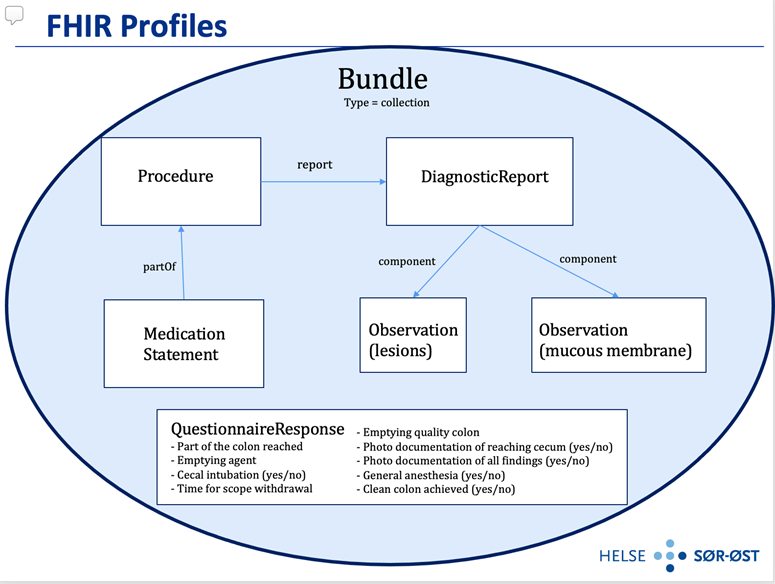 FHIR Profiles
Bundle
Type = collection
Procedure
report
DiagnosticReport
partOf
component
component
Medication
Statement
Observation
(lesions)
Observation
(mucous membrane)
QuestionnaireResponse
- Part of the colon reached
- Emptying agent
- Cecal intubation (yes/no)
- Time for scope withdrawal
- Emptying quality colon
- Photo documentation of reaching cecum (yes/no)
- Photo documentation of all findings (yes/no)
- General anesthesia (yes/no)
- Clean colon achieved (yes/no)
HELSE SØR-ØST